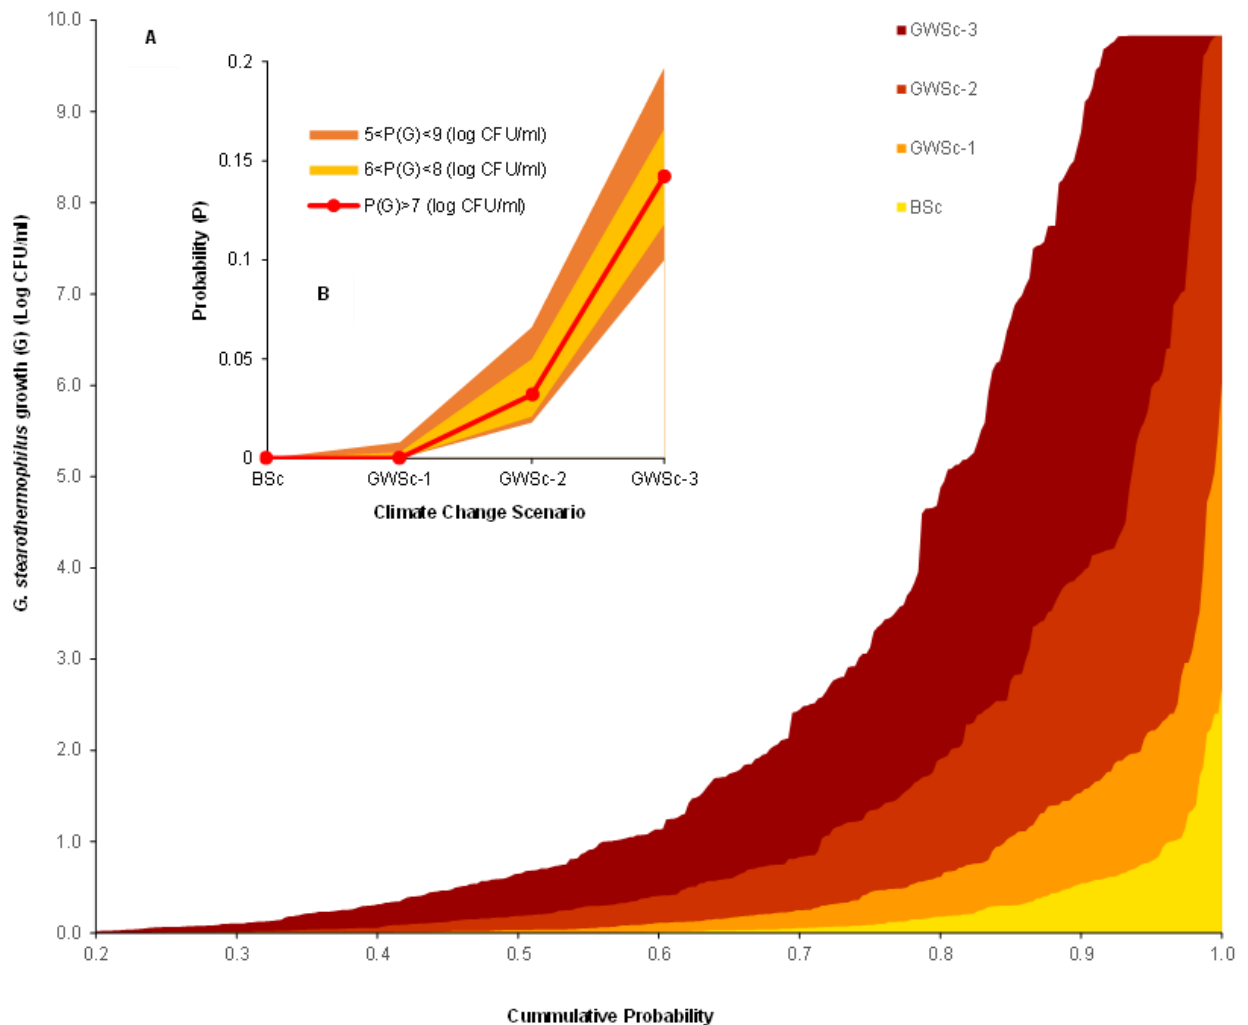 A
GWSc-3
GWSc-2
GWSc-1
BSc
G. stearothermophilus growth (G) (Log CFU/ml)
10.0
9.0
8.0
7.0
6.0
5.0
4.0
3.0
2.0
1.0
0.0
0.2
0.3
0.4
0.5
0.6
0.7
0.8
0.9
1.0
Cummulative Probability
B
5<P(G)<9 (log CFU/ml)
6<P(G)<8 (log CFU/ml)
P(G)>7 (log CFU/ml)
Probability (P)
0.2
0.15
0.1
0.05
0
BSc
GWSc-1
GWSc-2
GWSc-3
Climate Change Scenario